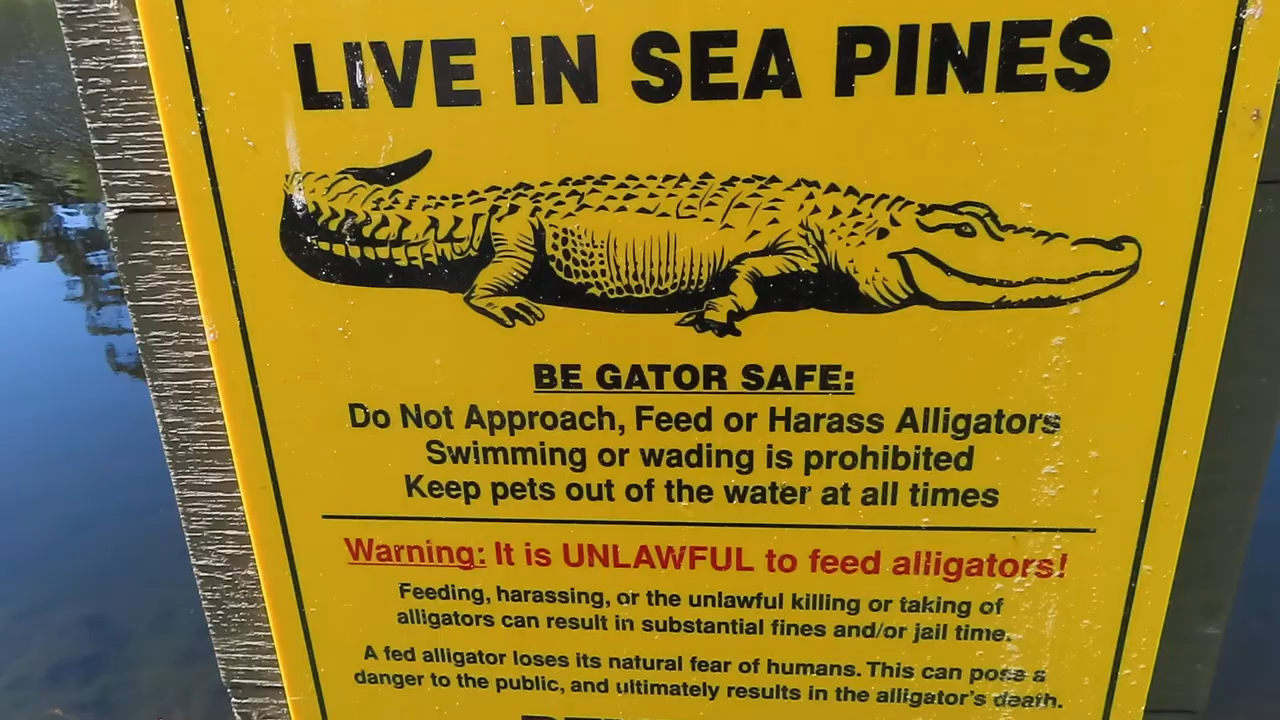 LIVE IN SEA PINES
BE GATOR SAFE:
Do Not Approach, Feed or Harass Alligators
Swimming or wading is prohibited
Keep pets out of the water at all times
Warning: It is UNLAWFUL to feed alligators!
Feeding, harassing, or the unlawful killing or taking of
alligators can result in substantial fines and/or jail time.
A fed alligator loses its natural fear of humans. This can pose a
danger to the public, and ultimately results in the alligator's death.